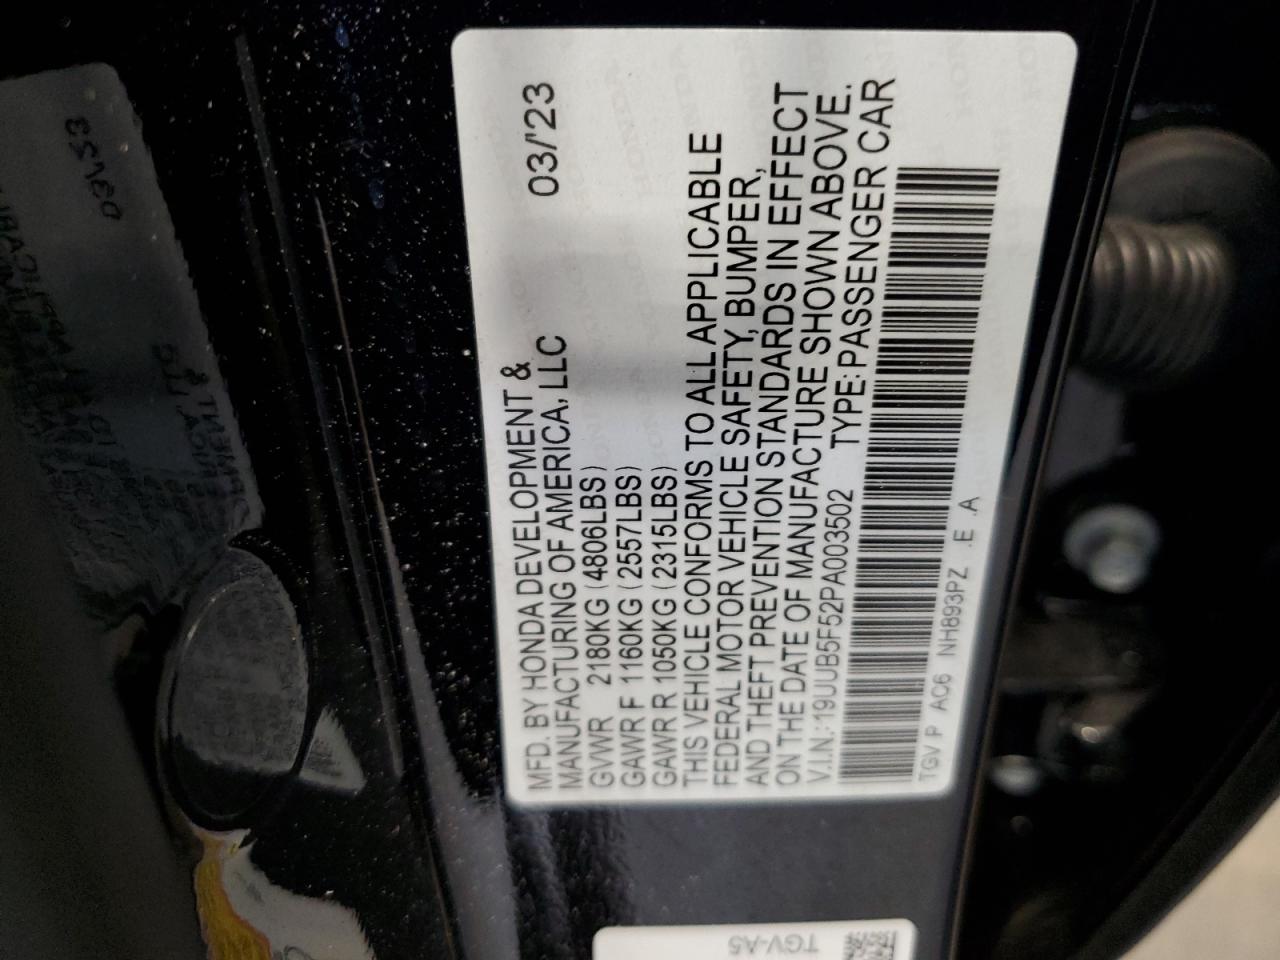 MFD. BY HONDA DEVELOPMENT &
MANUFACTURING OF AMERICA, LLC 03/'23
GVWR 2180KG (4806LBS)
GAWR F 1160KG (2557LBS)
GAWR R 1050KG (2315LBS)
THIS VEHICLE CONFORMS TO ALL APPLICABLE
FEDERAL MOTOR VEHICLE SAFETY, BUMPER,
AND THEFT PREVENTION STANDARDS IN EFFECT
ON THE DATE OF MANUFACTURE SHOWN ABOVE.
V.I.N.:19UUB5F52PA003502 TYPE:PASSENGER CAR
TGV P AC6 NH893PZ .E .A
TGV-A5